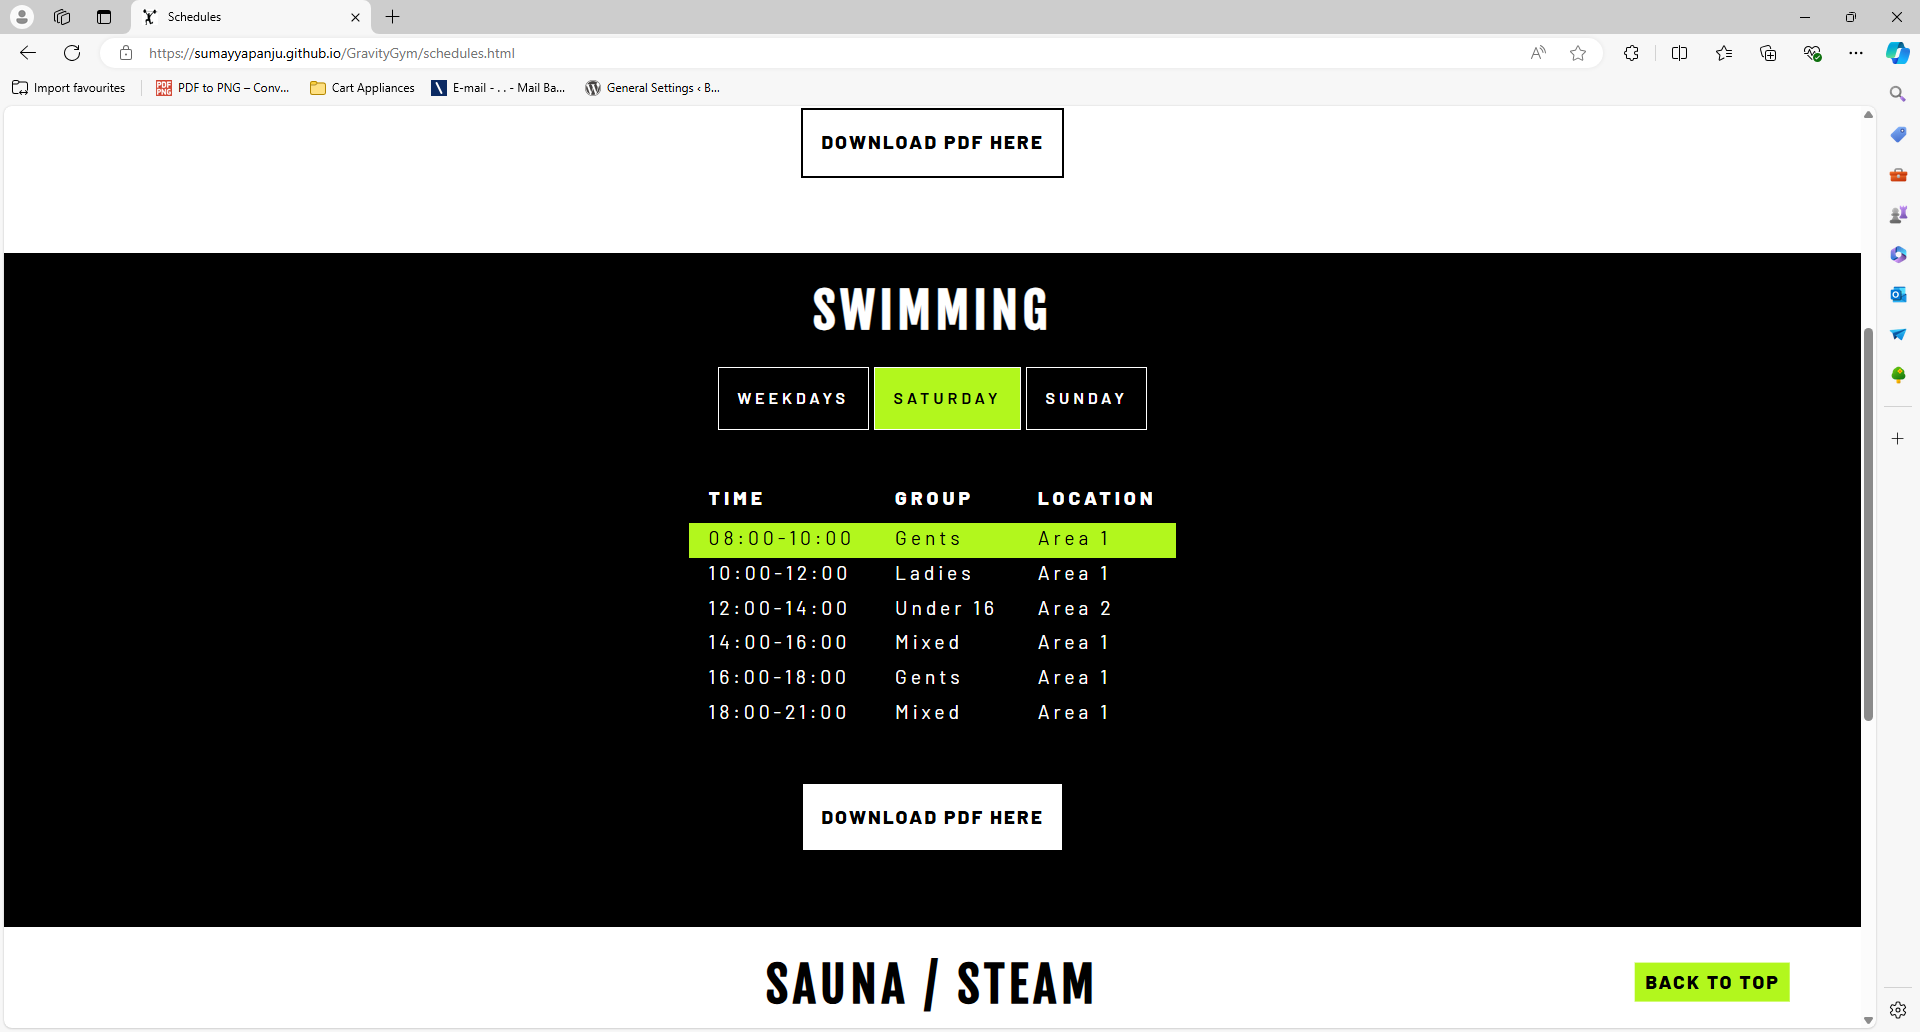 Schedules
https://sumayyapanju.github.io/GravityGym/schedules.html
Import favourites
PDF to PNG – Conv...
Cart Appliances
E-mail - . . - Mail Ba...
General Settings ‹ B...
DOWNLOAD PDF HERE
SWIMMING
WEEKDAYS SATURDAY SUNDAY
TIME GROUP LOCATION
08:00-10:00 Gents Area 1
10:00-12:00 Ladies Area 1
12:00-14:00 Under 16 Area 2
14:00-16:00 Mixed Area 1
16:00-18:00 Gents Area 1
18:00-21:00 Mixed Area 1
DOWNLOAD PDF HERE
SAUNA / STEAM
BACK TO TOP